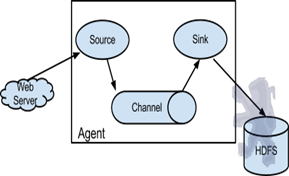 Web
Server
Source
Sink
Channel
Agent
HDFS